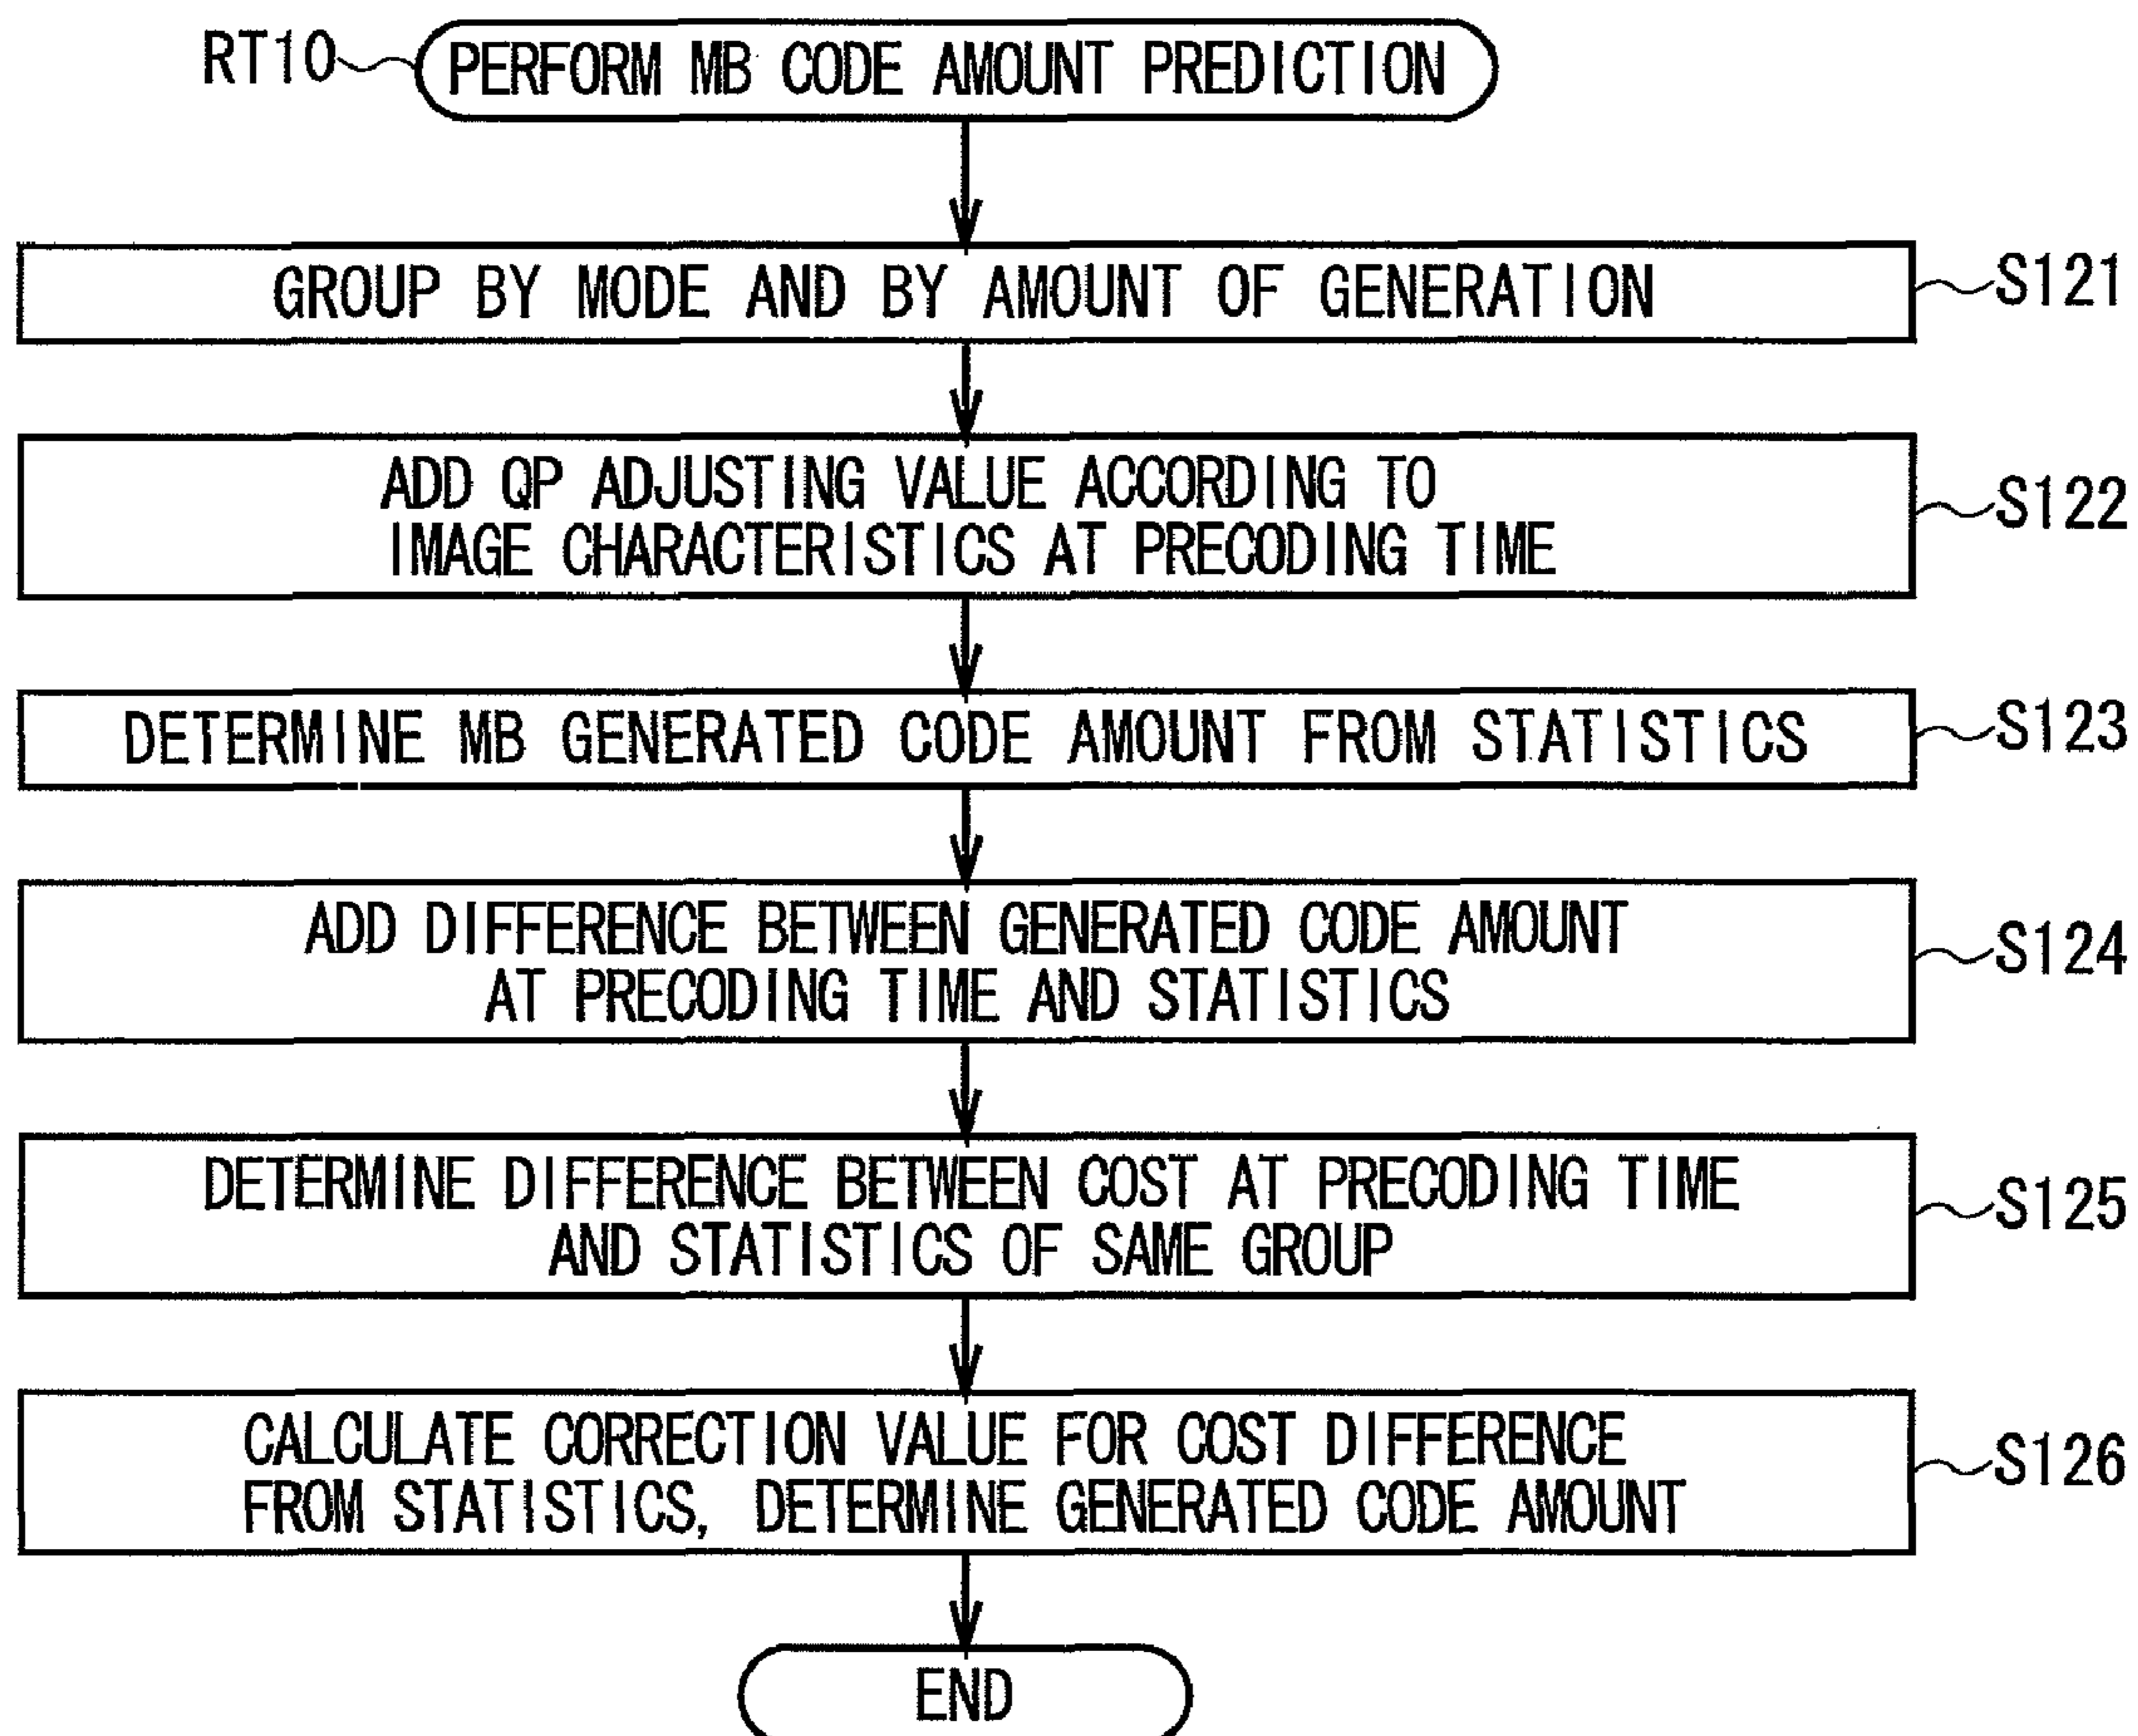 RT10
PERFORM MB CODE AMOUNT PREDICTION
GROUP BY MODE AND BY AMOUNT OF GENERATION
S121
ADD QP ADJUSTING VALUE ACCORDING TO
IMAGE CHARACTERISTICS AT PRECODING TIME
S122
DETERMINE MB GENERATED CODE AMOUNT FROM STATISTICS
S123
ADD DIFFERENCE BETWEEN GENERATED CODE AMOUNT
AT PRECODING TIME AND STATISTICS
S124
DETERMINE DIFFERENCE BETWEEN COST AT PRECODING TIME
AND STATISTICS OF SAME GROUP
S125
CALCULATE CORRECTION VALUE FOR COST DIFFERENCE
FROM STATISTICS, DETERMINE GENERATED CODE AMOUNT
S126
END